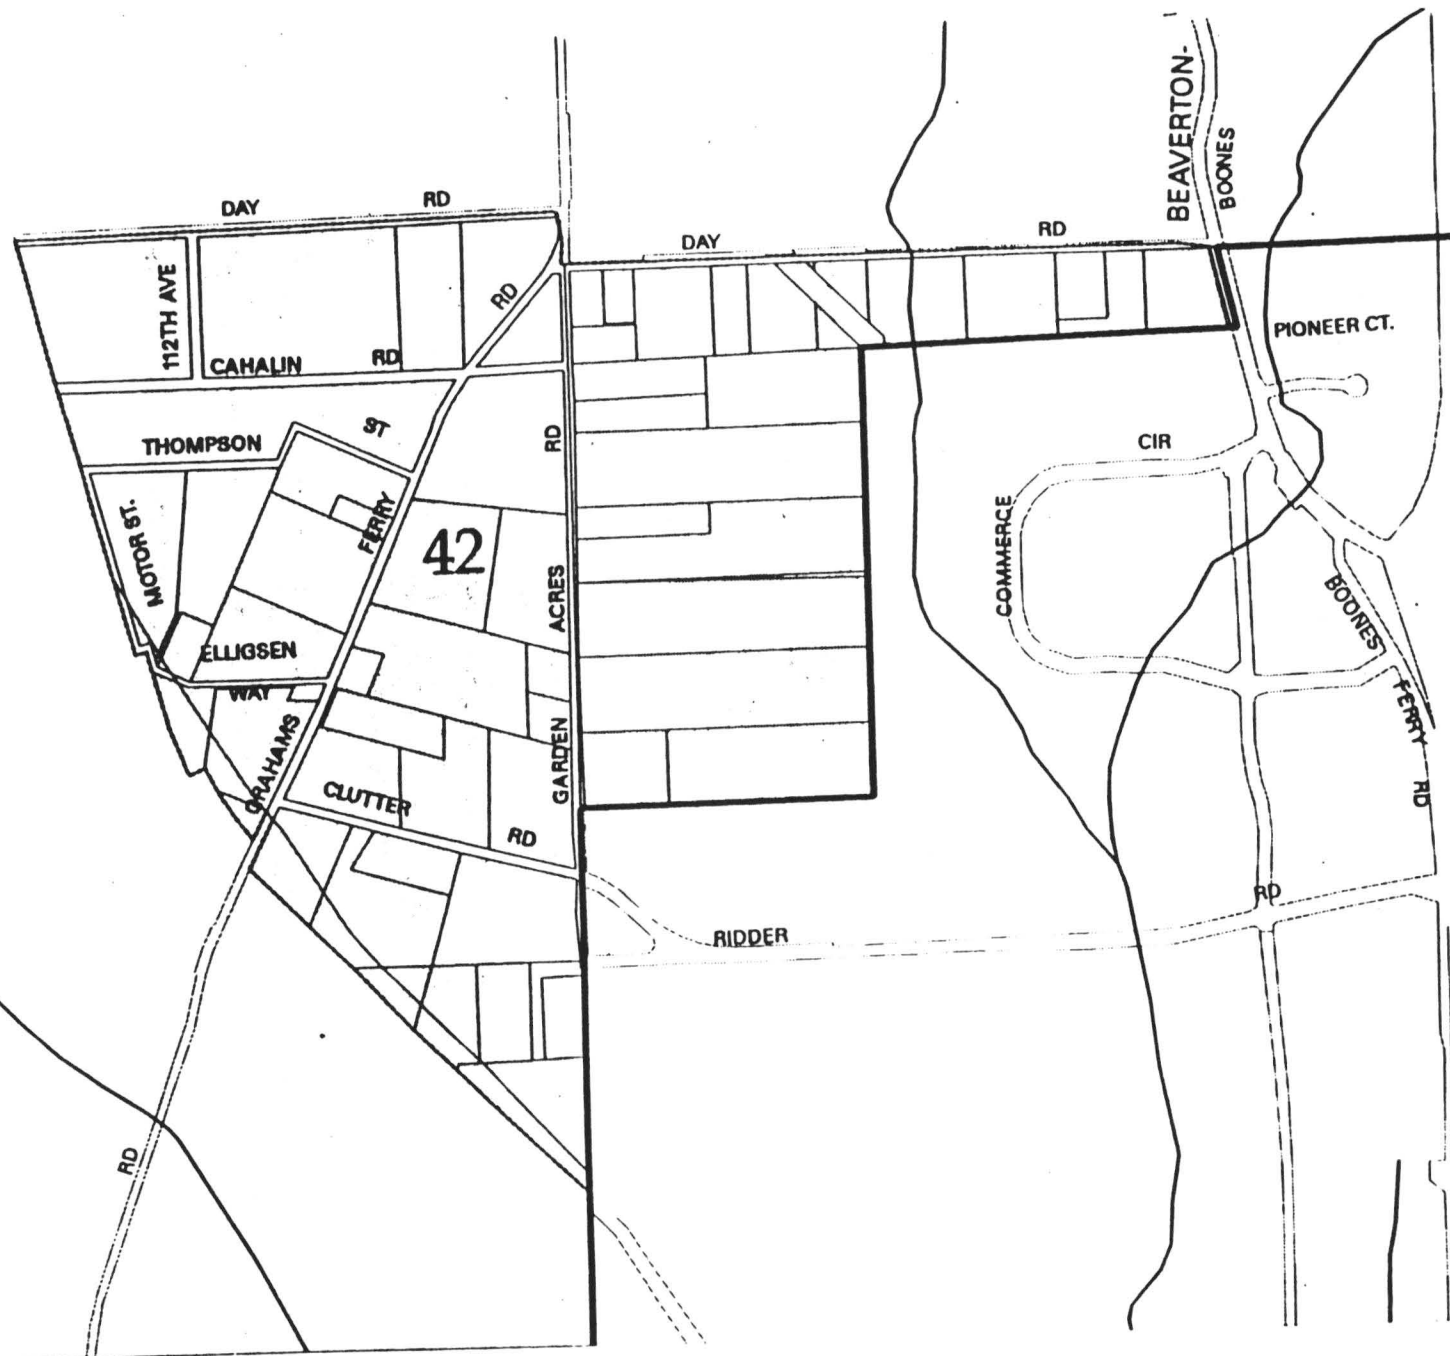 BEAVERTON-
BOONES
DAY RD
DAY RD
112TH AVE
RD
PIONEER CT.
CAHALIN RD
THOMPSON ST
RD
CIR
MOTOR ST.
FERRY
42
COMMERCE
ACRES
BOONES
ELLIGSEN
WAY
FERRY
GRAHAMS
GARDEN
CLUTTER
RD
RD
RD
RIDDER
RD